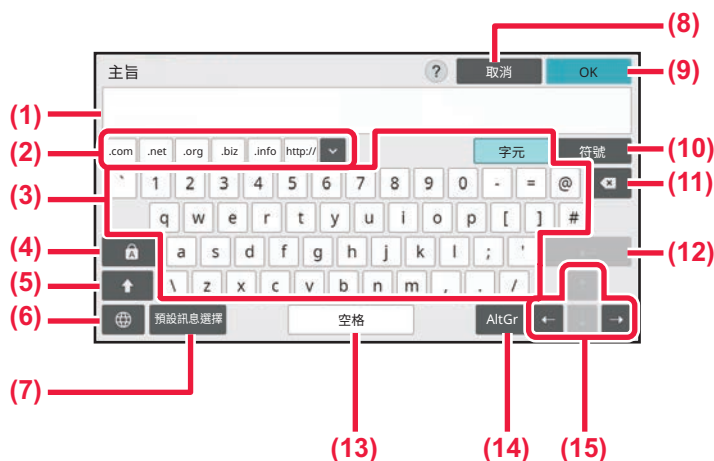 (8)
主旨 ? 取消 OK (9)
(1)
(2) .com .net .org .biz .info http:// 字元 符號 (10)
(3) ` 1 2 3 4 5 6 7 8 9 0 - = @ (11)
q w e r t y u i o p [ ] #
(4) A a s d f g h j k l ; ' (12)
(5) \ z x c v b n m , . /
(6) 預設訊息選擇 空格 AltGr ← →
(7)
(13) (14) (15)